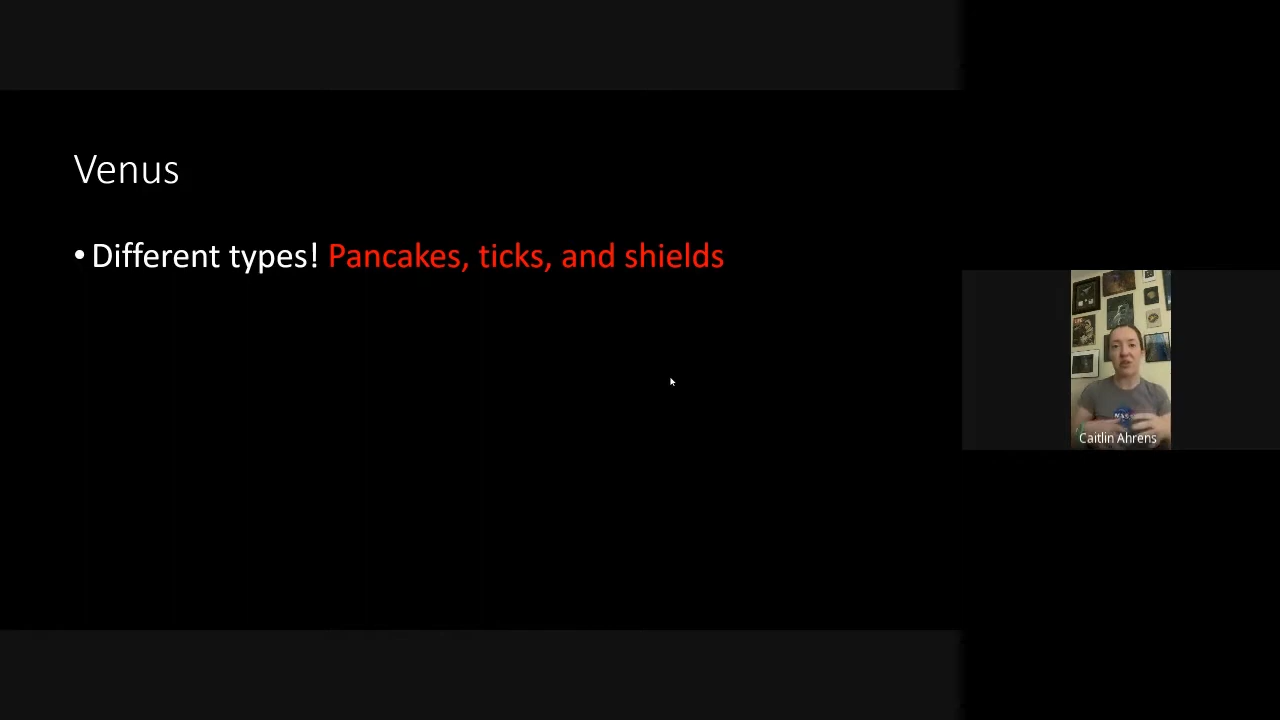 Venus
• Different types! Pancakes, ticks, and shields
Caitlin Ahrens